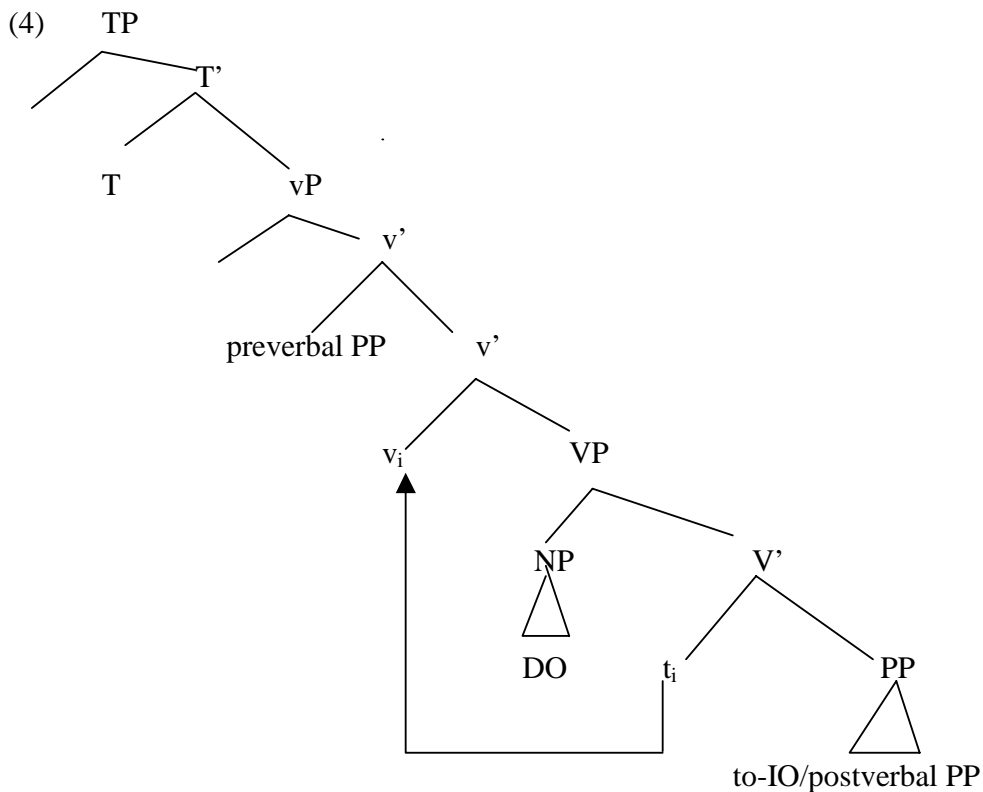 (4) TP
T’
T vP
v’
preverbal PP v’
vi VP
NP V’
DO ti PP
to-IO/postverbal PP